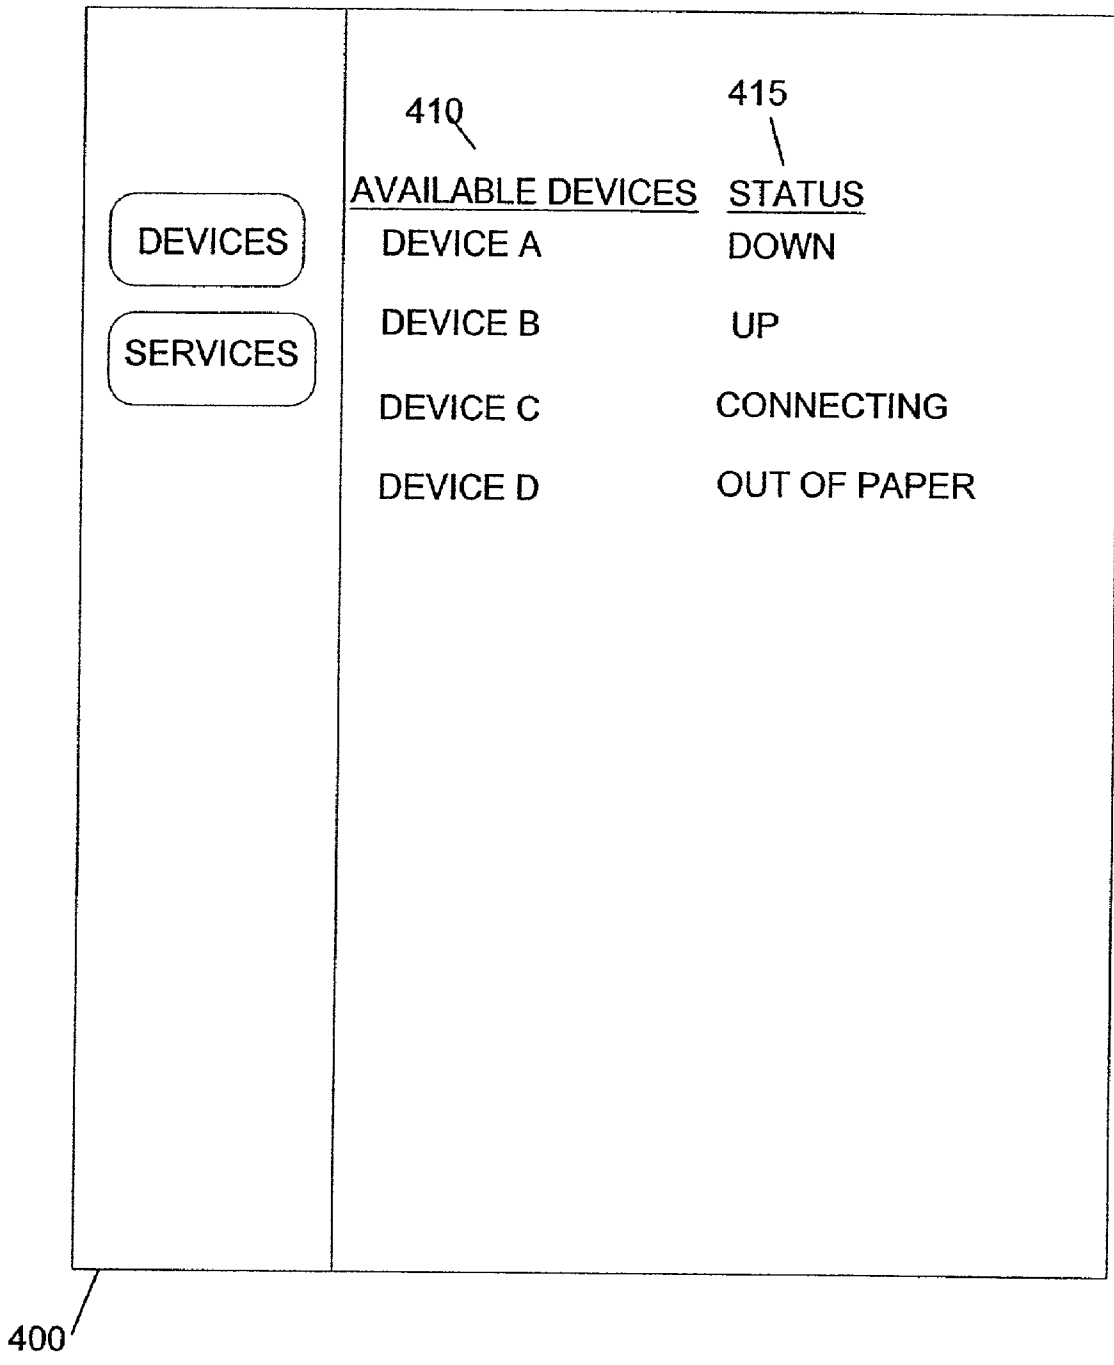 410 415
AVAILABLE DEVICES STATUS
DEVICES DEVICE A DOWN
DEVICE B UP
SERVICES
DEVICE C CONNECTING
DEVICE D OUT OF PAPER
400